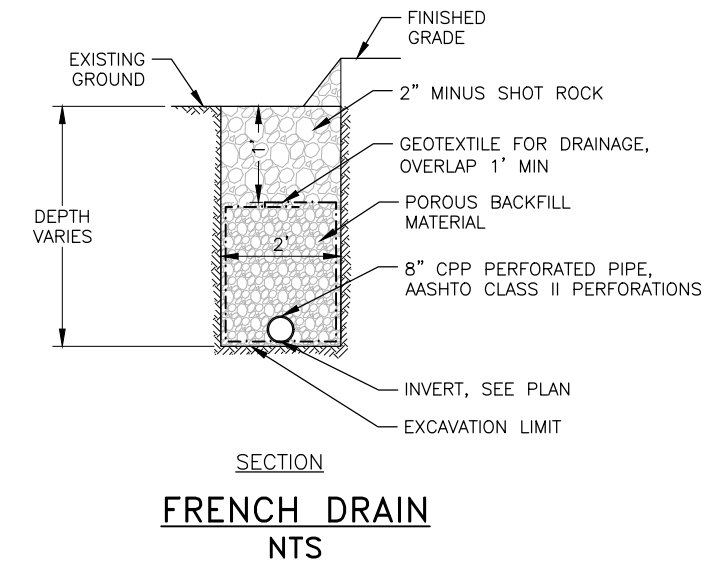 FINISHED
GRADE
EXISTING
GROUND
2" MINUS SHOT ROCK
1'
GEOTEXTILE FOR DRAINAGE,
OVERLAP 1' MIN
DEPTH
VARIES
POROUS BACKFILL
MATERIAL
2'
8" CPP PERFORATED PIPE,
AASHTO CLASS II PERFORATIONS
INVERT, SEE PLAN
EXCAVATION LIMIT
SECTION
FRENCH DRAIN
NTS